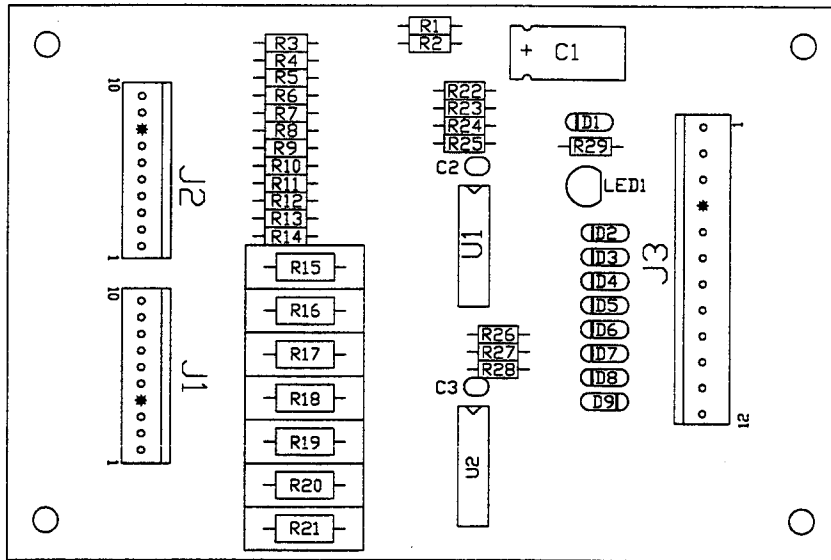 R1
R2
+ C1
R3
R4
R5
R6
R7
R8
R9
R10
R11
R12
R13
R14
R15
R16
R17
R18
R19
R20
R21
R22
R23
R24
R25
C2
U1
R26
R27
R28
C3
U2
D1
R29
LED1
D2
D3
D4
D5
D6
D7
D8
D9
10
J2
1
10
J1
1
1
J3
12